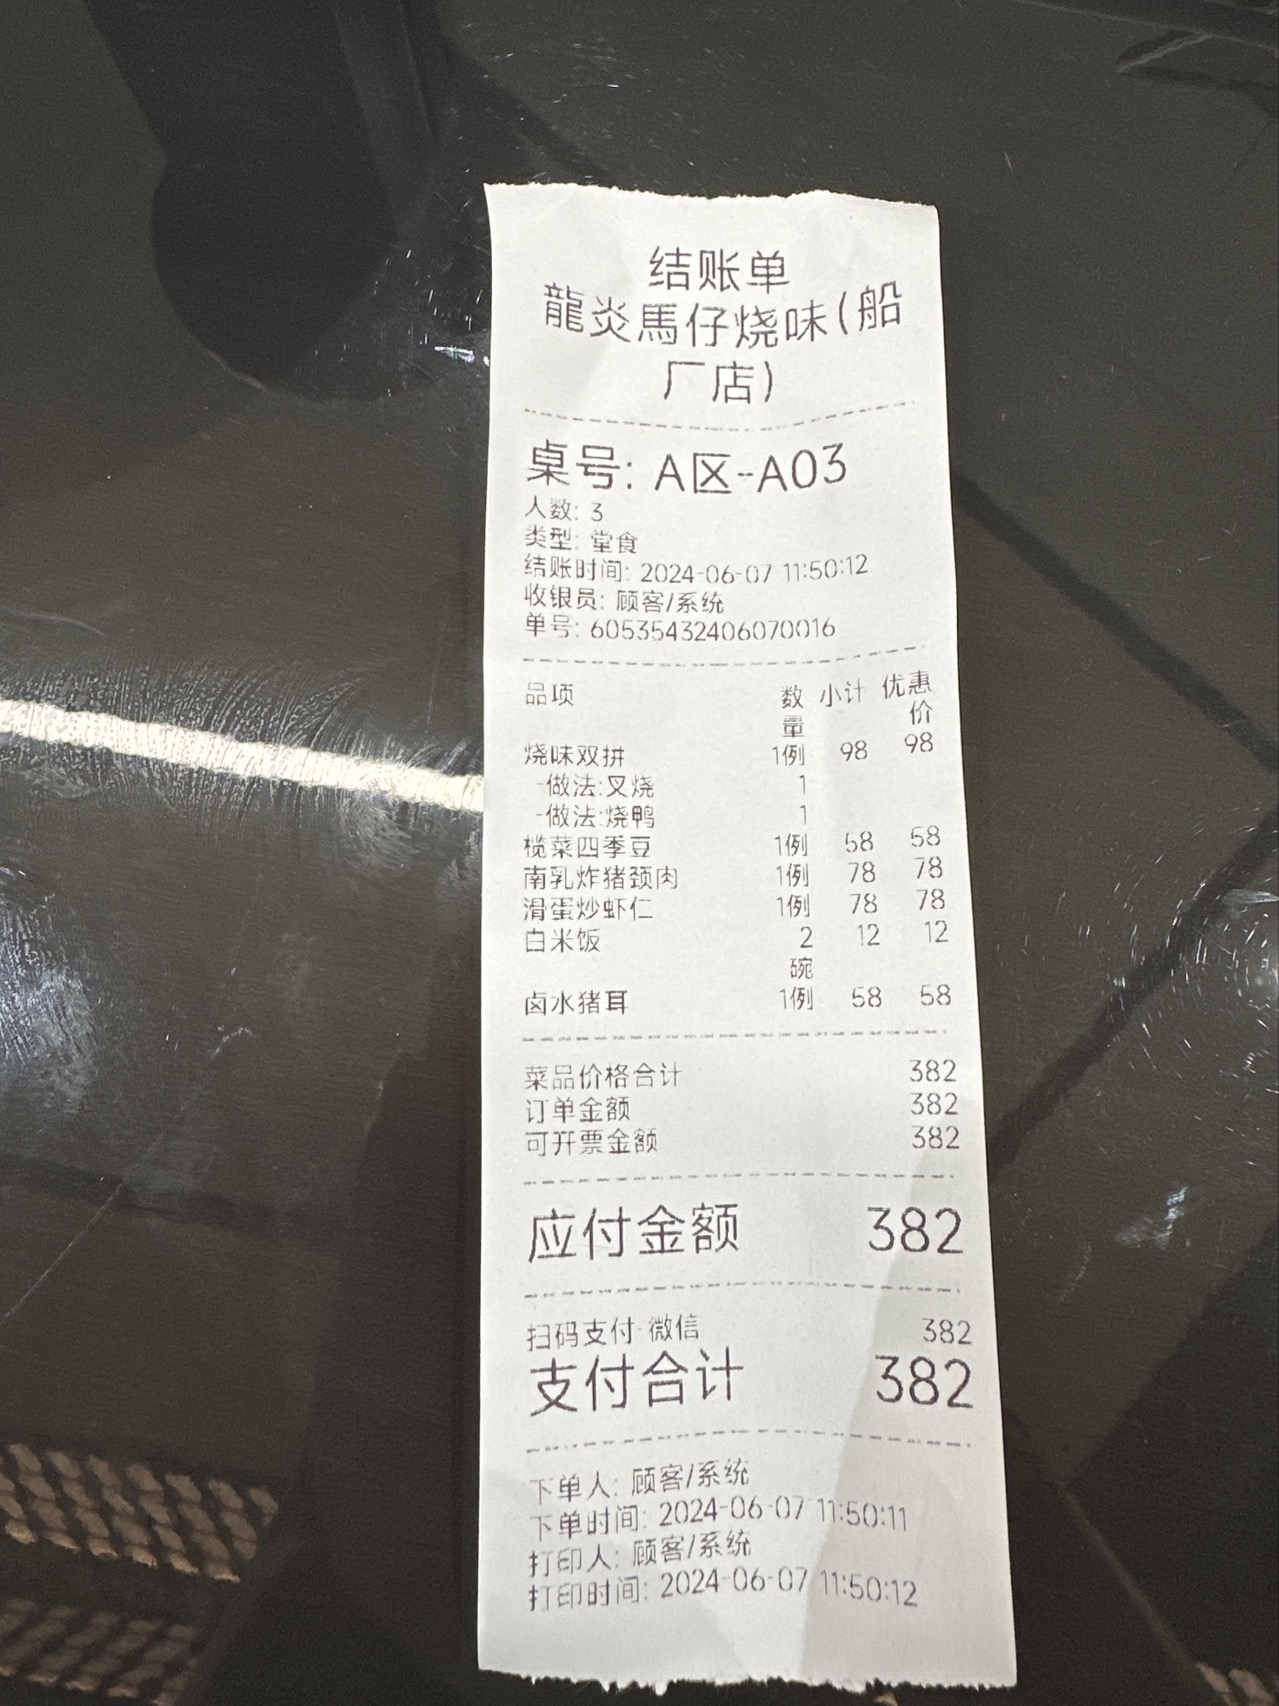 结账单
龍炎馬仔烧味(船
厂店)
桌号: A区-A03
人数: 3
类型: 堂食
结账时间: 2024-06-07 11:50:12
收银员: 顾客/系统
单号: 60535432406070016
品项 数 小计 优惠
量 价
烧味双拼 1例 98 98
-做法:叉烧 1
-做法:烧鸭 1
榄菜四季豆 1例 58 58
南乳炸猪颈肉 1例 78 78
滑蛋炒虾仁 1例 78 78
白米饭 2 12 12
碗
卤水猪耳 1例 58 58
菜品价格合计 382
订单金额 382
可开票金额 382
应付金额 382
扫码支付-微信 382
支付合计 382
下单人: 顾客/系统
下单时间: 2024-06-07 11:50:11
打印人: 顾客/系统
打印时间: 2024-06-07 11:50:12